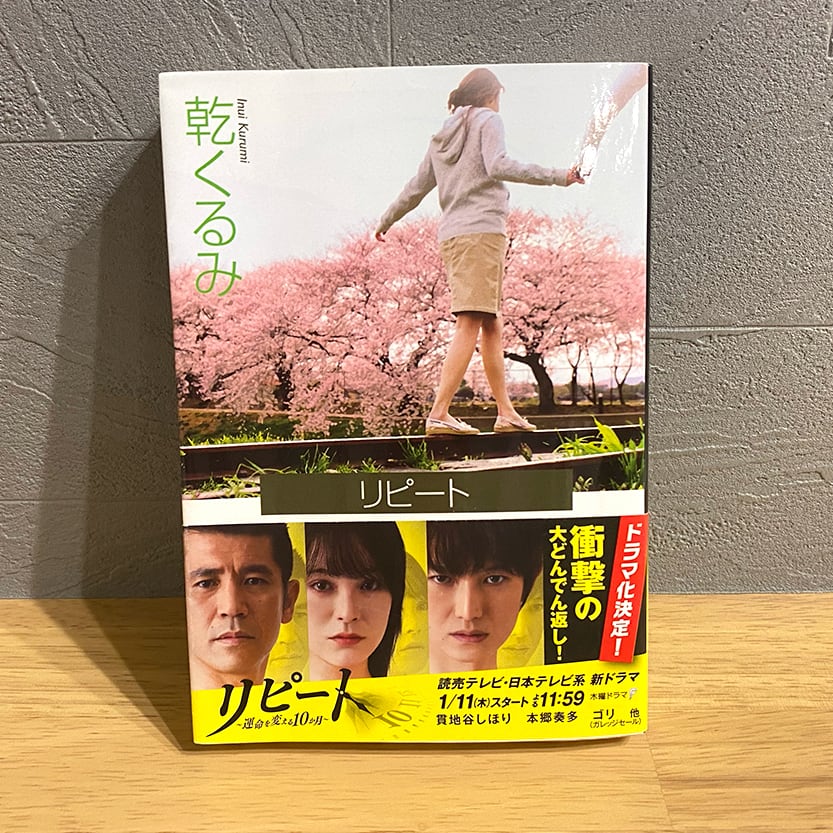 乾くるみ
Inui Kurumi
リピート
ドラマ化決定!
衝撃の
大どんでん返し!
リピート
~運命を変える10か月~
読売テレビ・日本テレビ系 新ドラマ
1/11(木)スタート よる11:59 木曜ドラマF
貫地谷しほり 本郷奏多 ゴリ(ガレッジセール) 他